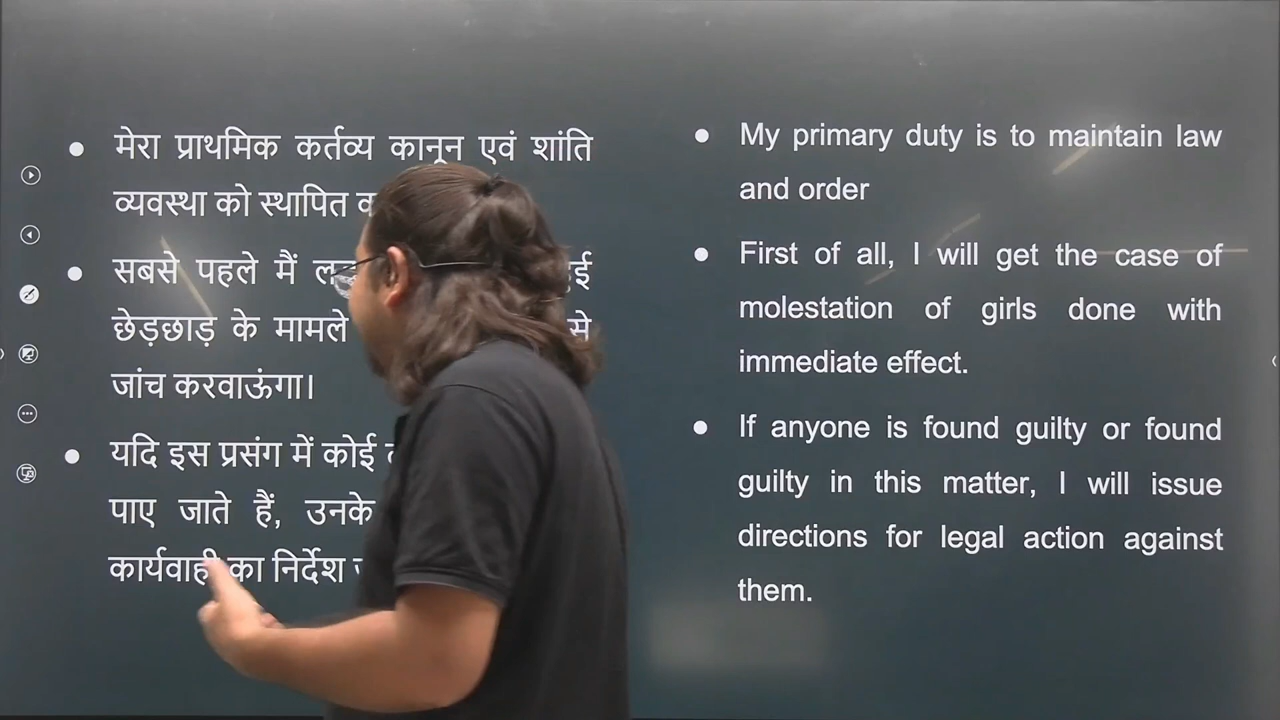 मेरा प्राथमिक कर्तव्य कानून एवं शांति
व्यवस्था को स्थापित
सबसे पहले मैं
छेड़छाड़ के मामले से
जांच करवाऊंगा।
यदि इस प्रसंग में कोई
पाए जाते हैं, उनके
कार्यवाही का निर्देश
My primary duty is to maintain law
and order
First of all, I will get the case of
molestation of girls done with
immediate effect.
If anyone is found guilty or found
guilty in this matter, I will issue
directions for legal action against
them.